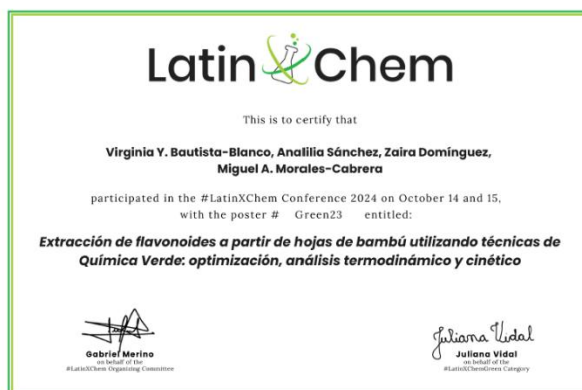 LatinXChem
This is to certify that
Virginia Y. Bautista-Blanco, Analilia Sánchez, Zaira Domínguez,
Miguel A. Morales-Cabrera
participated in the #LatinXChem Conference 2024 on October 14 and 15,
with the poster # Green23 entitled:
Extracción de flavonoides a partir de hojas de bambú utilizando técnicas de
Química Verde: optimización, análisis termodinámico y cinético
Gabriel Merino
on behalf of the
#LatinXChem Organizing Committee
Juliana Vidal
Juliana Vidal
on behalf of the
#LatinXChemGreen Category